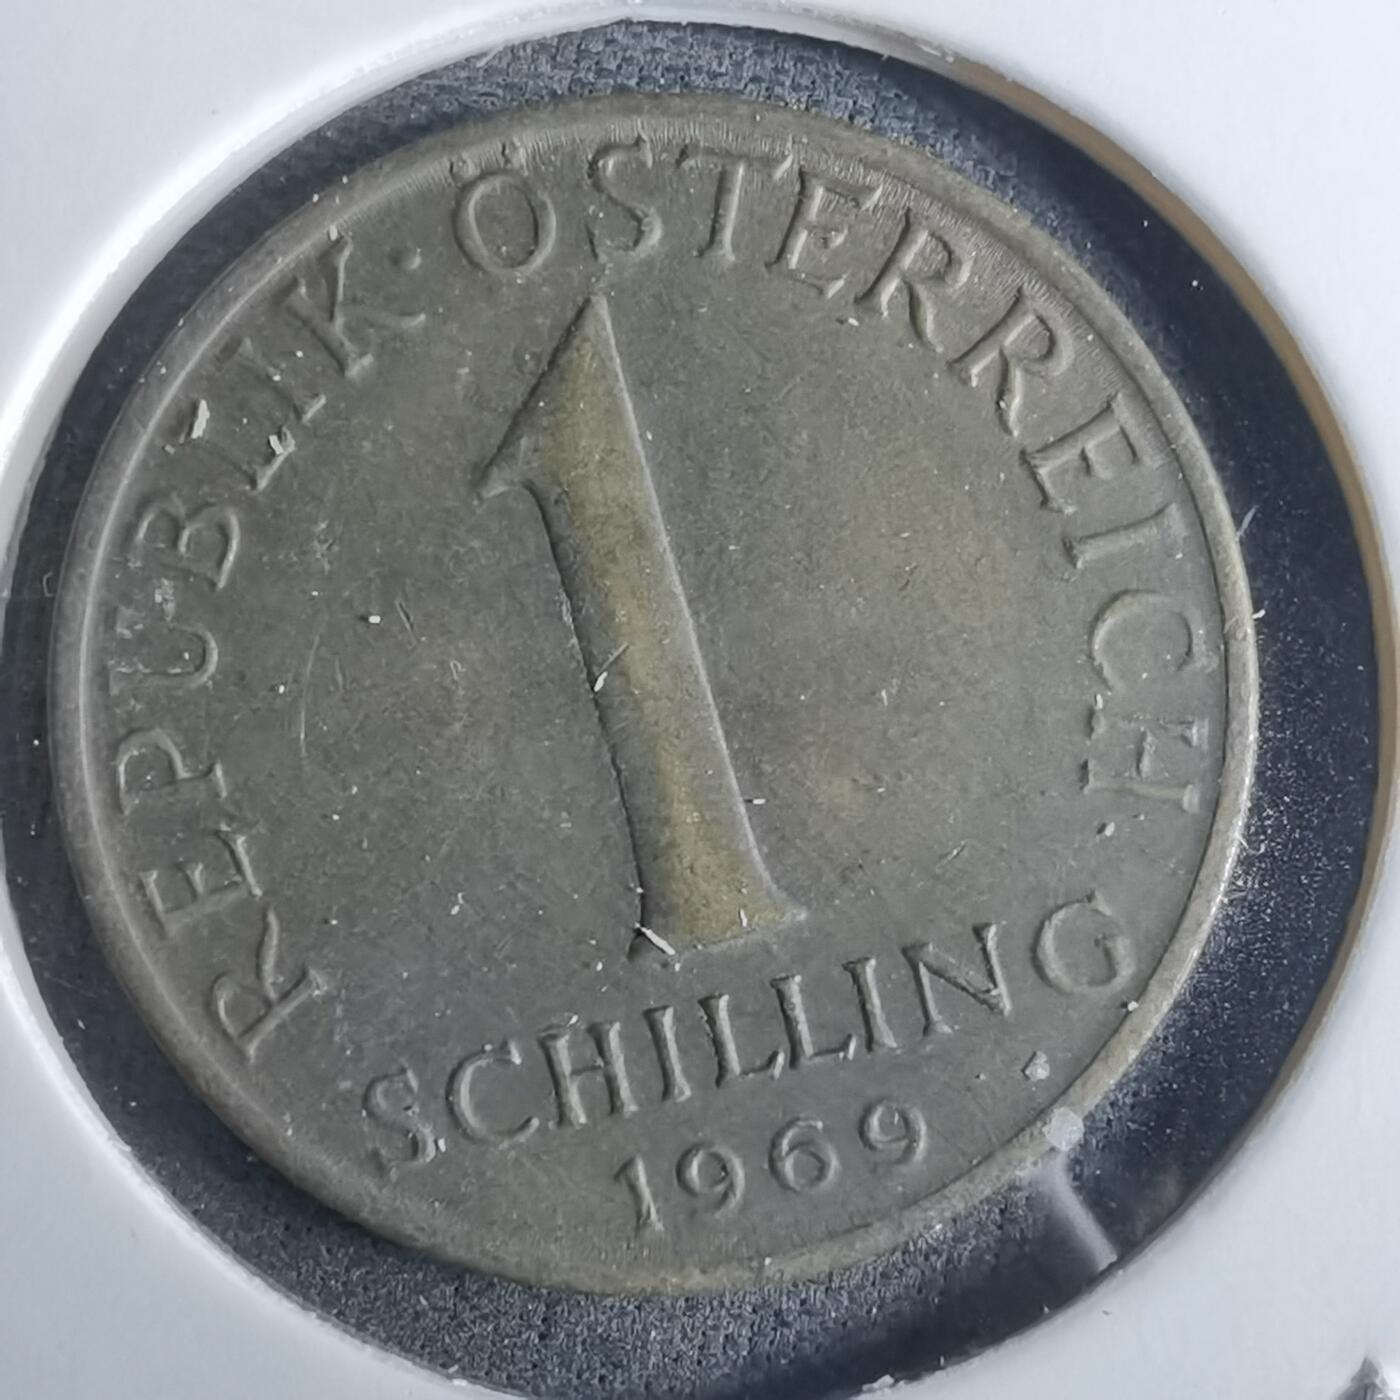 REPUBLIK · ÖSTERREICH
1
SCHILLING
1969